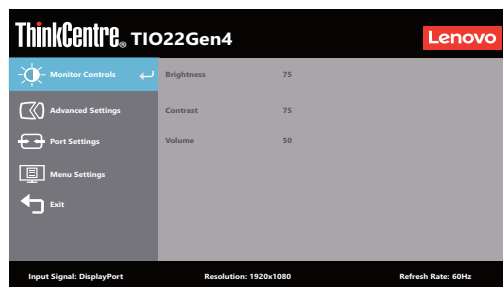 ThinkCentre® TIO22Gen4
Lenovo
Monitor Controls
Brightness 75
Advanced Settings
Contrast 75
Port Settings
Volume 50
Menu Settings
Exit
Input Signal: DisplayPort Resolution: 1920x1080 Refresh Rate: 60Hz